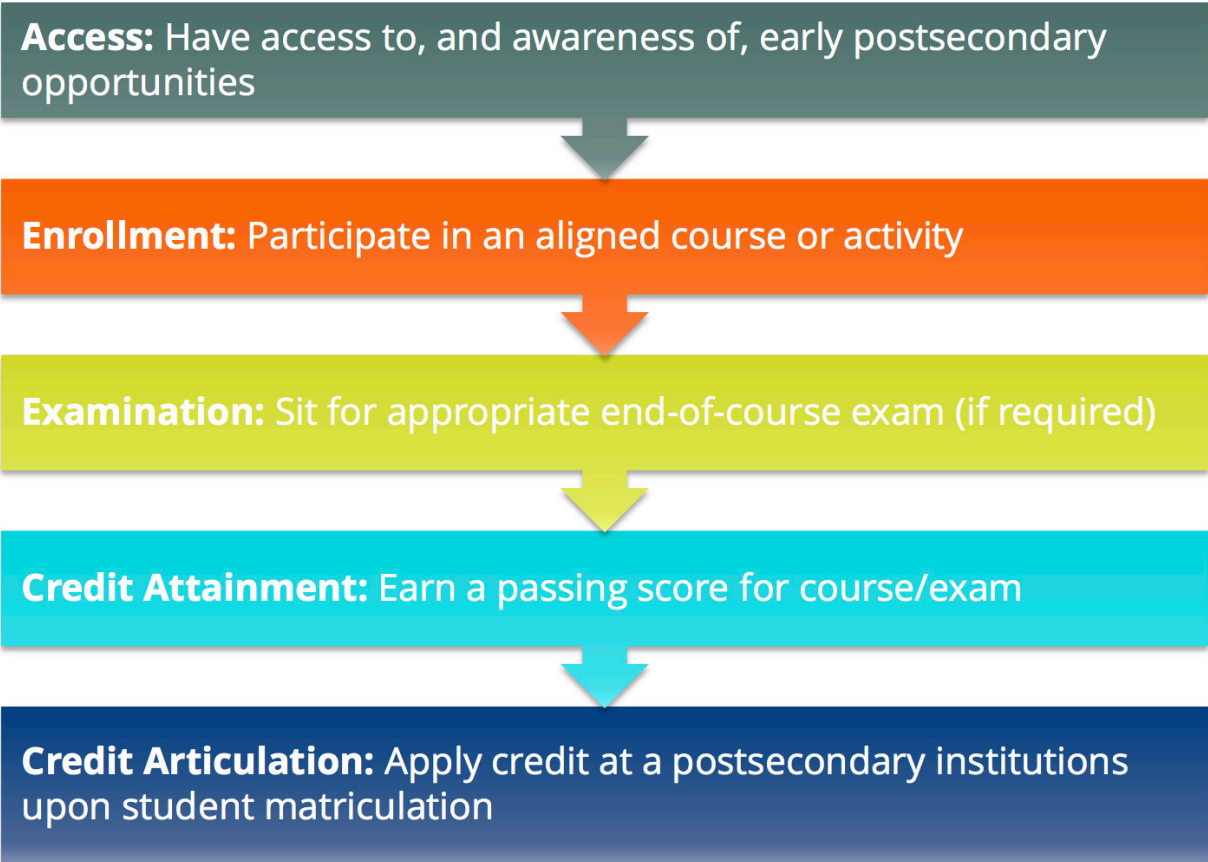 Access: Have access to, and awareness of, early postsecondary
opportunities
Enrollment: Participate in an aligned course or activity
Examination: Sit for appropriate end-of-course exam (if required)
Credit Attainment: Earn a passing score for course/exam
Credit Articulation: Apply credit at a postsecondary institutions
upon student matriculation